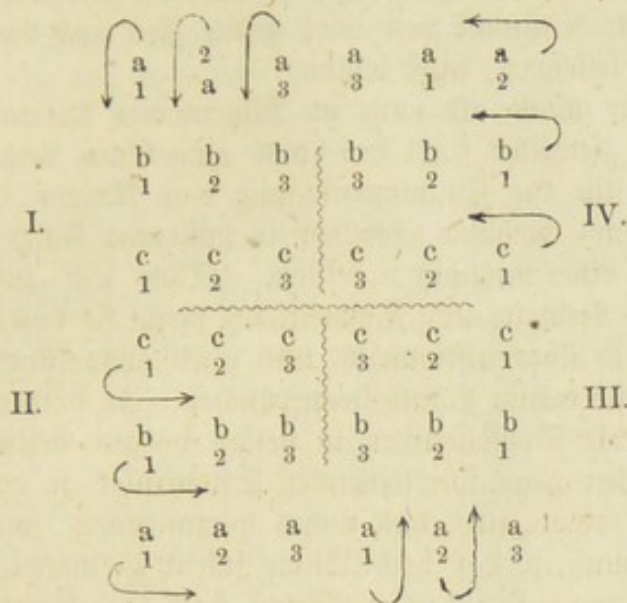 a 2 a a a a
1 a 3 3 1 2
b b b b b b
1 2 3 3 2 1
I. IV.
c c c c c c
1 2 3 3 2 1
c c c c c c
1 2 3 3 2 1
II. III.
b b b b b b
1 2 3 3 2 1
a a a a a a
1 2 3 1 2 3